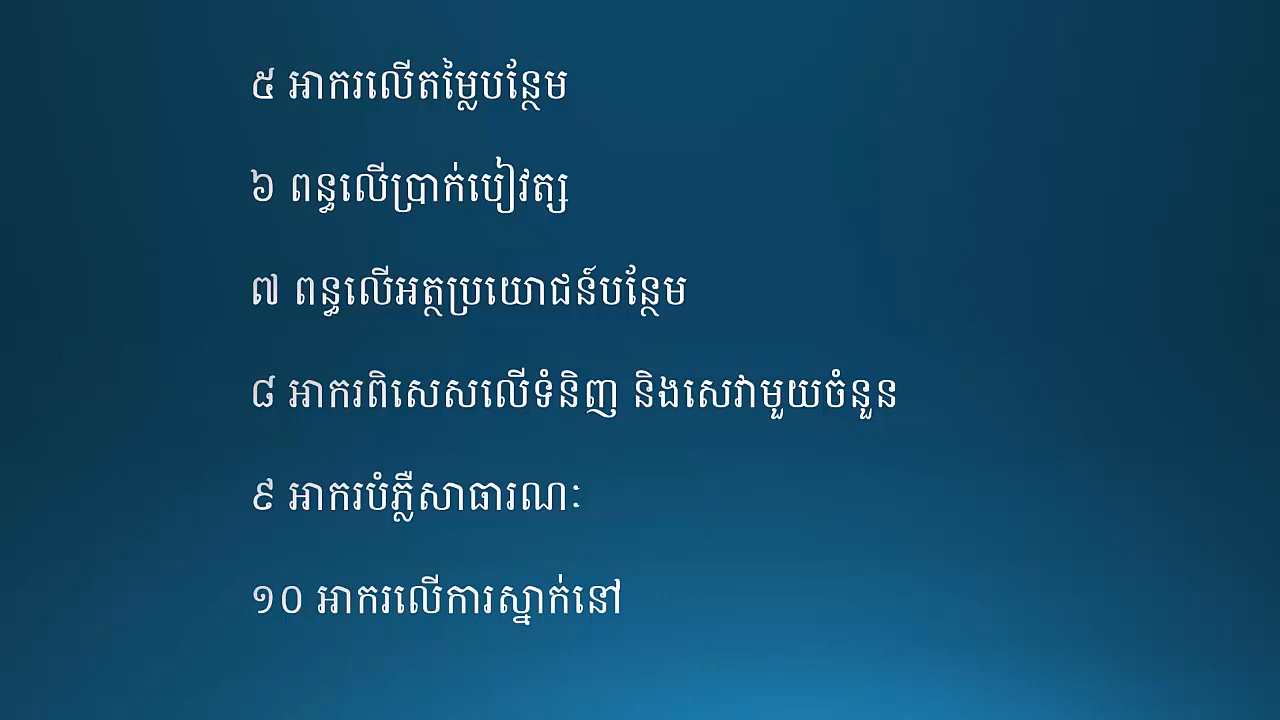 ៥ អាករលើតម្លៃបន្ថែម
៦ ពន្ធលើប្រាក់បៀវត្ស
៧ ពន្ធលើអត្ថប្រយោជន៍បន្ថែម
៨ អាករពិសេសលើទំនិញ និងសេវាមួយចំនួន
៩ អាករបំភ្លឺសាធារណៈ
១០ អាករលើការស្នាក់នៅ